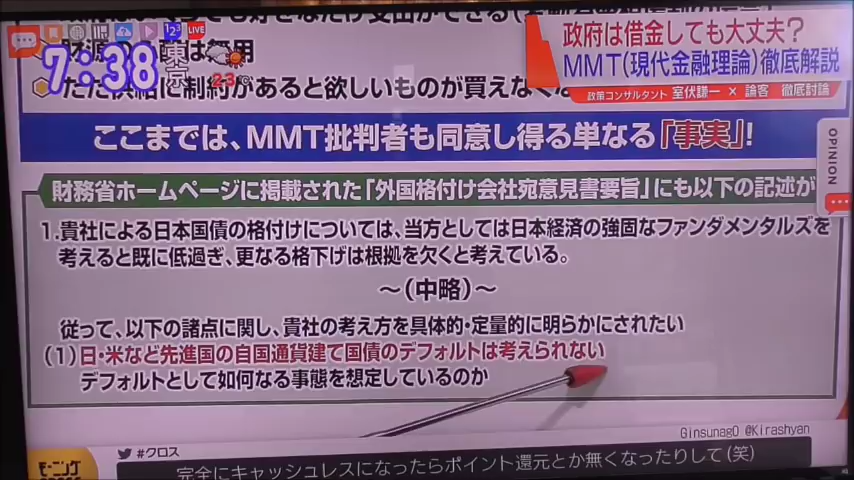 政府は借金しても大丈夫?
MMT(現代金融理論)徹底解説
政策コンサルタント 室伏謙一 × 論客 徹底討論
LIVE
123
7:38
東京
23℃
は無用
ただ供給に制約があると欲しいものが買えなくな
ここまでは、MMT批判者も同意し得る単なる「事実」!
OPINION
財務省ホームページに掲載された「外国格付け会社宛意見書要旨」にも以下の記述が
1.貴社による日本国債の格付けについては、当方としては日本経済の強固なファンダメンタルズを
考えると既に低過ぎ、更なる格下げは根拠を欠くと考えている。
〜(中略)〜
従って、以下の諸点に関し、貴社の考え方を具体的・定量的に明らかにされたい
(1)日・米など先進国の自国通貨建て国債のデフォルトは考えられない
デフォルトとして如何なる事態を想定しているのか
Ginsunag0 @Kirashyan
#クロス
モーニング
完全にキャッシュレスになったらポイント還元とか無くなったりして(笑)